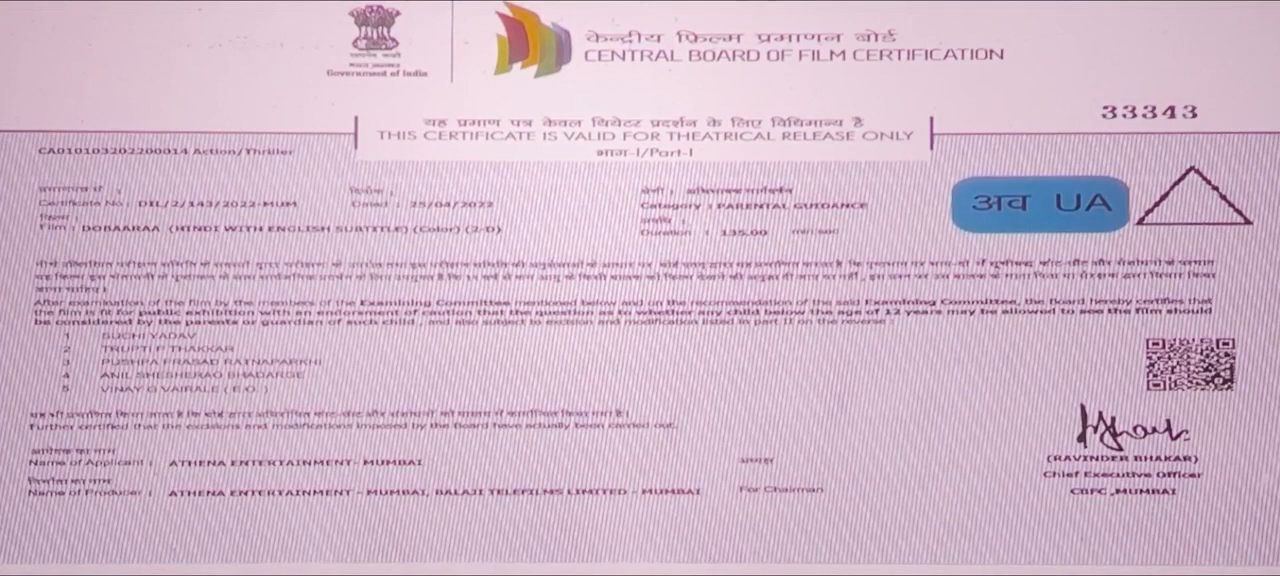 केन्द्रीय फ़िल्म प्रमाणन बोर्ड
CENTRAL BOARD OF FILM CERTIFICATION
Government of India
33343
यह प्रमाण पत्र केवल थियेटर प्रदर्शन के लिए विधिमान्य है
THIS CERTIFICATE IS VALID FOR THEATRICAL RELEASE ONLY
भाग-I/Part-I
CA010103202200014 Action/Thriller
दिनांक :
Certificate No : DIL/2/143/2022-MUM Dated : 25/04/2022 Category : PARENTAL GUIDANCE
अव UA
Film : DOBAARAA (HINDI WITH ENGLISH SUBTITLE) (Color) (2-D) Duration : 135.00 min:sec
After examination of the film by the members of the Examining Committee mentioned below and on the recommendation of the said Examining Committee, the Board hereby certifies that
the film is fit for public exhibition with an endorsement of caution that the question as to whether any child below the age of 12 years may be allowed to see the film should
be considered by the parents or guardian of such child , and also subject to excision and modification listed in part II on the reverse :
1 SUCHI YADAV
2 TRUPTI P THAKKAR
3 PUSHPA PRASAD RATNAPARKHI
4 ANIL SHESHERAO BHADARGE
5 VINAY G VAIRALE ( E.O. )
Further certified that the excisions and modifications imposed by the Board have actually been carried out.
आवेदक का नाम
Name of Applicant : ATHENA ENTERTAINMENT- MUMBAI
अध्यक्ष
(RAVINDER BHAKAR)
Chief Executive Officer
निर्माता का नाम
Name of Producer : ATHENA ENTERTAINMENT - MUMBAI, BALAJI TELEFILMS LIMITED - MUMBAI For Chairman
CBFC ,MUMBAI